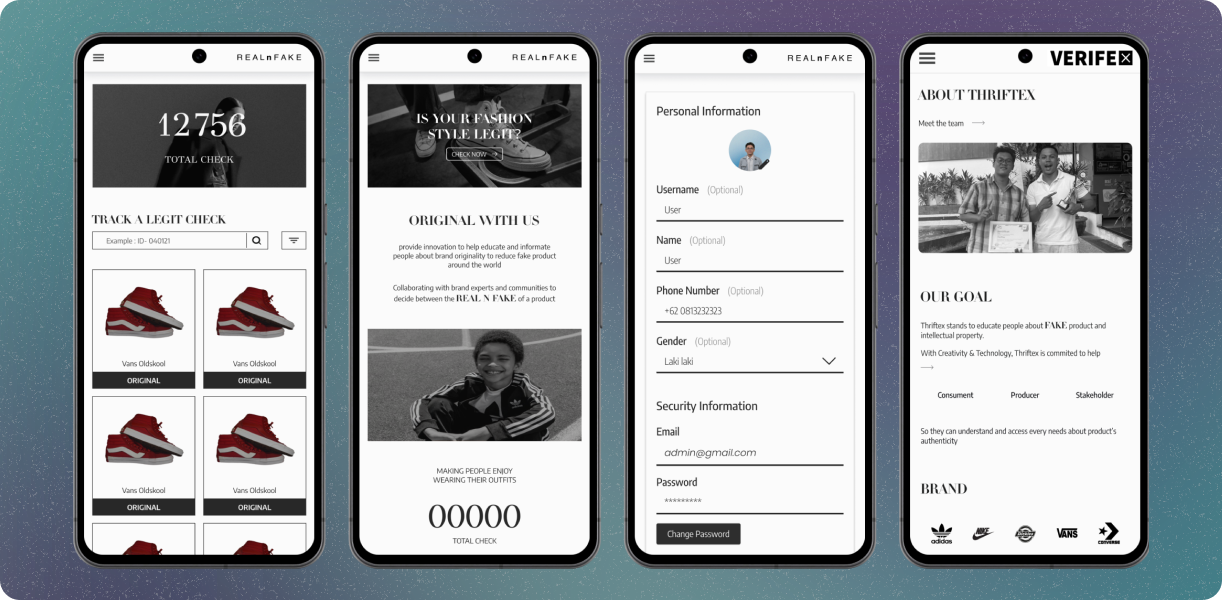 REALnFAKE
12756
TOTAL CHECK
TRACK A LEGIT CHECK
Example : ID- 040121
Vans Oldskool
ORIGINAL
Vans Oldskool
ORIGINAL
Vans Oldskool
ORIGINAL
Vans Oldskool
ORIGINAL
REALnFAKE
IS YOUR FASHION
STYLE LEGIT?
CHECK NOW
ORIGINAL WITH US
provide innovation to help educate and informate
people about brand originality to reduce fake product
around the world
Collaborating with brand experts and communities to
decide between the REAL N FAKE of a product
MAKING PEOPLE ENJOY
WEARING THEIR OUTFITS
00000
TOTAL CHECK
REALnFAKE
Personal Information
Username (Optional)
User
Name (Optional)
User
Phone Number (Optional)
+62 0813232323
Gender (Optional)
Laki laki
Security Information
Email
admin@gmail.com
Password
*********
Change Password
VERIFEX
ABOUT THRIFTEX
Meet the team
OUR GOAL
Thriftex stands to educate people about FAKE product and
intellectual property.
With Creativity & Technology, Thriftex is commited to help
Consument Producer Stakeholder
So they can understand and access every needs about product's
authenticity
BRAND
adidas NIKE Dickies VANS CONVERSE